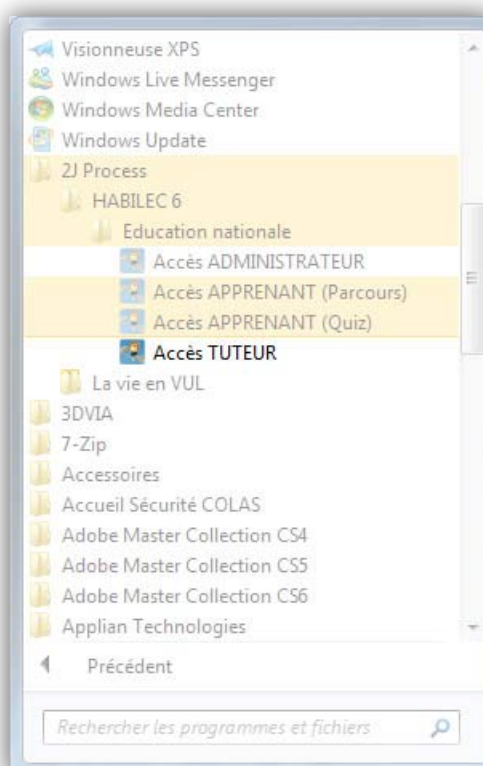 Visionneuse XPS
Windows Live Messenger
Windows Media Center
Windows Update
2J Process
HABILEC 6
Education nationale
Accès ADMINISTRATEUR
Accès APPRENANT (Parcours)
Accès APPRENANT (Quiz)
Accès TUTEUR
La vie en VUL
3DVIA
7-Zip
Accessoires
Accueil Sécurité COLAS
Adobe Master Collection CS4
Adobe Master Collection CS5
Adobe Master Collection CS6
Applian Technologies
Précédent
Rechercher les programmes et fichiers